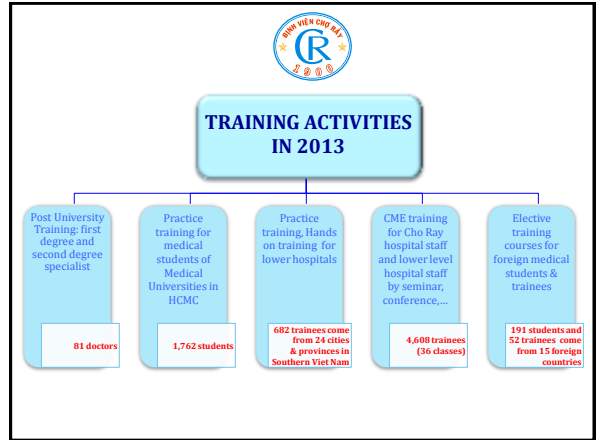 BỆNH VIỆN CHỢ RẪY
CR
1900
TRAINING ACTIVITIES
IN 2013
Post University
Training: first
degree and
second degree
specialist
81 doctors
Practice
training for
medical
students of
Medical
Universities in
HCMC
1,762 students
Practice
training, Hands
on training for
lower hospitals
682 trainees come
from 24 cities
& provinces in
Southern Viet Nam
CME training
for Cho Ray
hospital staff
and lower level
hospital staff
by seminar,
conference,...
4,608 trainees
(36 classes)
Elective
training
courses for
foreign medical
students &
trainees
191 students and
52 trainees come
from 15 foreign
countries